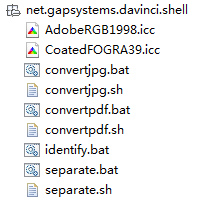 net.gapsystems.davinci.shell
AdobeRGB1998.icc
CoatedFOGRA39.icc
convertjpg.bat
convertjpg.sh
convertpdf.bat
convertpdf.sh
identify.bat
separate.bat
separate.sh